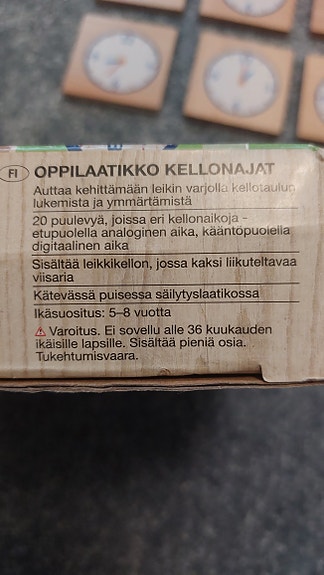 FI OPPILAATIKKO KELLONAJAT
Auttaa kehittämään leikin varjolla kellotaulun
lukemista ja ymmärtämistä
20 puulevyä, joissa eri kellonaikoja -
etupuolella analoginen aika, kääntöpuolella
digitaalinen aika
Sisältää leikkikellon, jossa kaksi liikuteltavaa
viisaria
Kätevässä puisessa säilytyslaatikossa
Ikäsuositus: 5–8 vuotta
⚠ Varoitus. Ei sovellu alle 36 kuukauden
ikäisille lapsille. Sisältää pieniä osia.
Tukehtumisvaara.